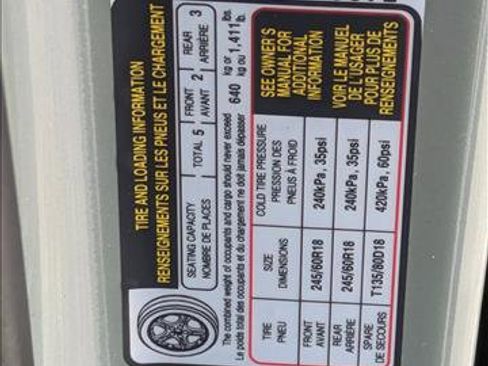 TIRE AND LOADING INFORMATION
RENSEIGNEMENTS SUR LES PNEUS ET LE CHARGEMENT
SEATING CAPACITY TOTAL 5 FRONT 2 REAR 3
NOMBRE DE PLACES AVANT ARRIÈRE
The combined weight of occupants and cargo should never exceed 640 kg or 1,411 lbs.
Le poids total des occupants et du chargement ne doit jamais dépasser kg ou lb.
TIRE SIZE COLD TIRE PRESSURE
PNEU DIMENSIONS PRESSION DES PNEUS À FROID
FRONT AVANT 245/60R18 240kPa, 35psi
REAR ARRIÈRE 245/60R18 240kPa, 35psi
SPARE DE SECOURS T135/80D18 420kPa, 60psi
SEE OWNER'S
MANUAL FOR
ADDITIONAL
INFORMATION
VOIR LE MANUEL
DE L'USAGER
POUR PLUS DE
RENSEIGNEMENTS